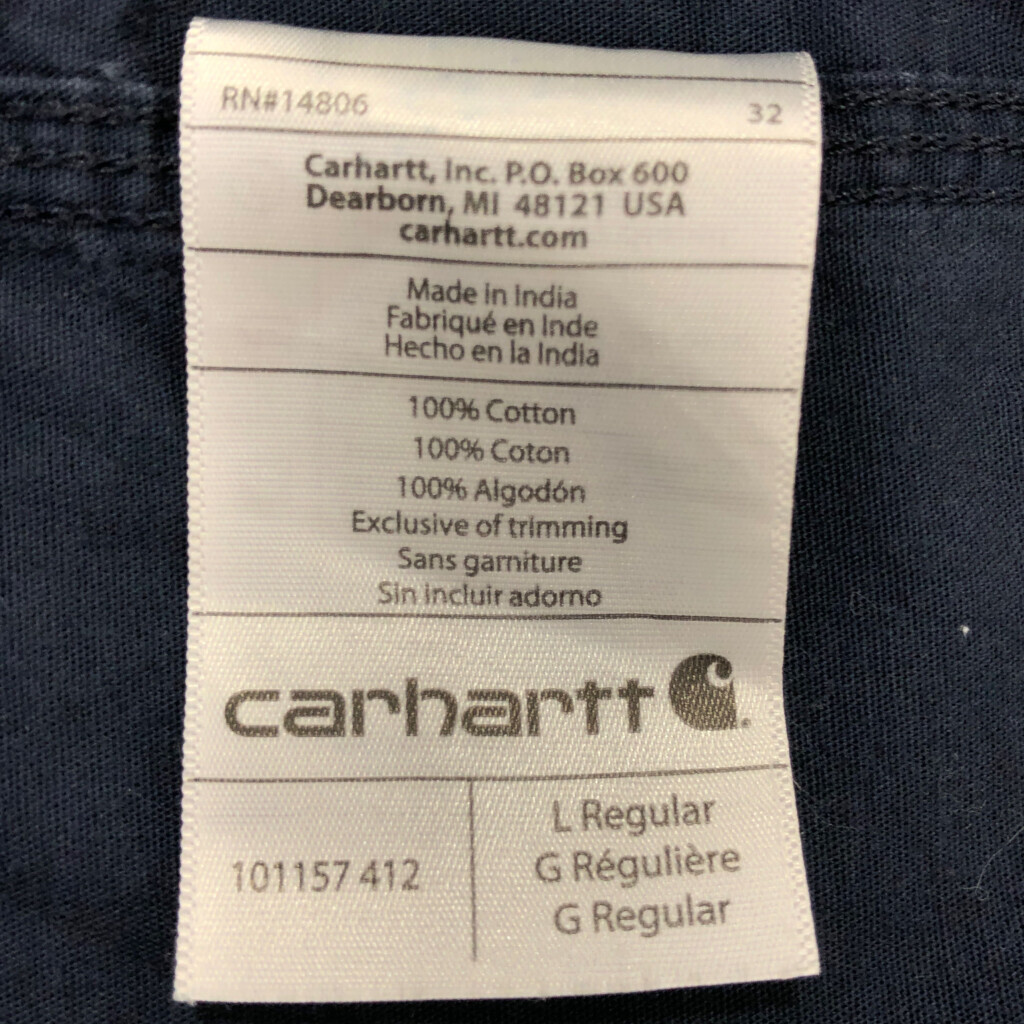 RN#14806 32
Carhartt, Inc. P.O. Box 600
Dearborn, MI 48121 USA
carhartt.com
Made in India
Fabriqué en Inde
Hecho en la India
100% Cotton
100% Coton
100% Algodón
Exclusive of trimming
Sans garniture
Sin incluir adorno
carhartt
101157 412
L Regular
G Régulière
G Regular